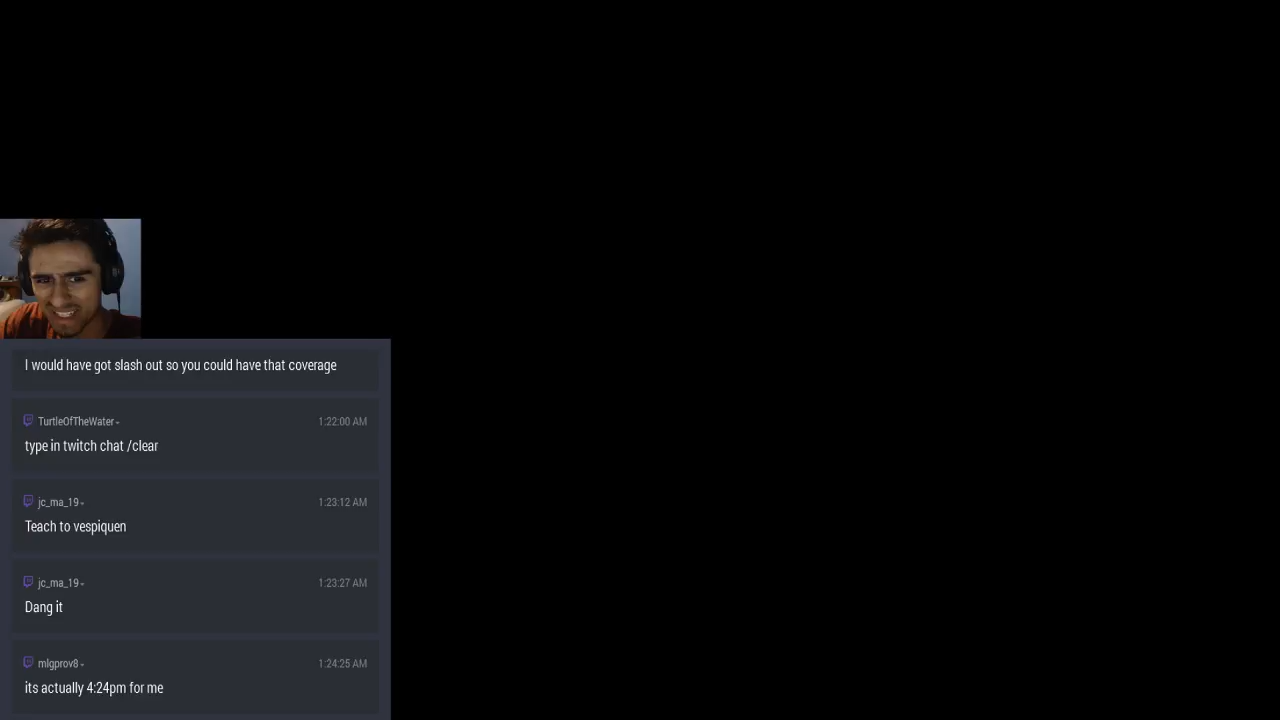 I would have got slash out so you could have that coverage
TurtleOfTheWater 1:22:00 AM
type in twitch chat /clear
jc_ma_19 1:23:12 AM
Teach to vespiquen
jc_ma_19 1:23:27 AM
Dang it
mlgprov8 1:24:25 AM
its actually 4:24pm for me